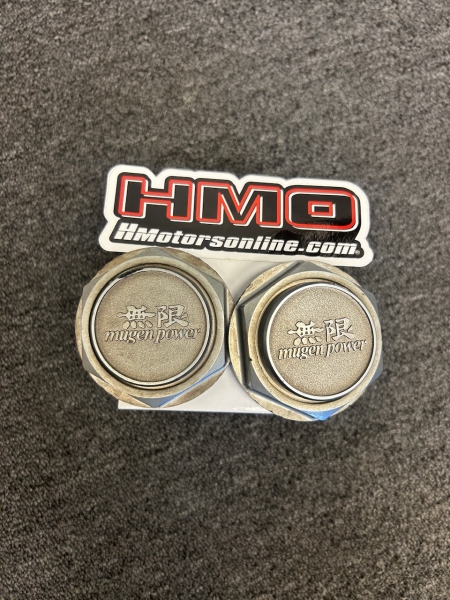 HMO
HMotorsonline.com
無限
mugen power
無限
mugen power